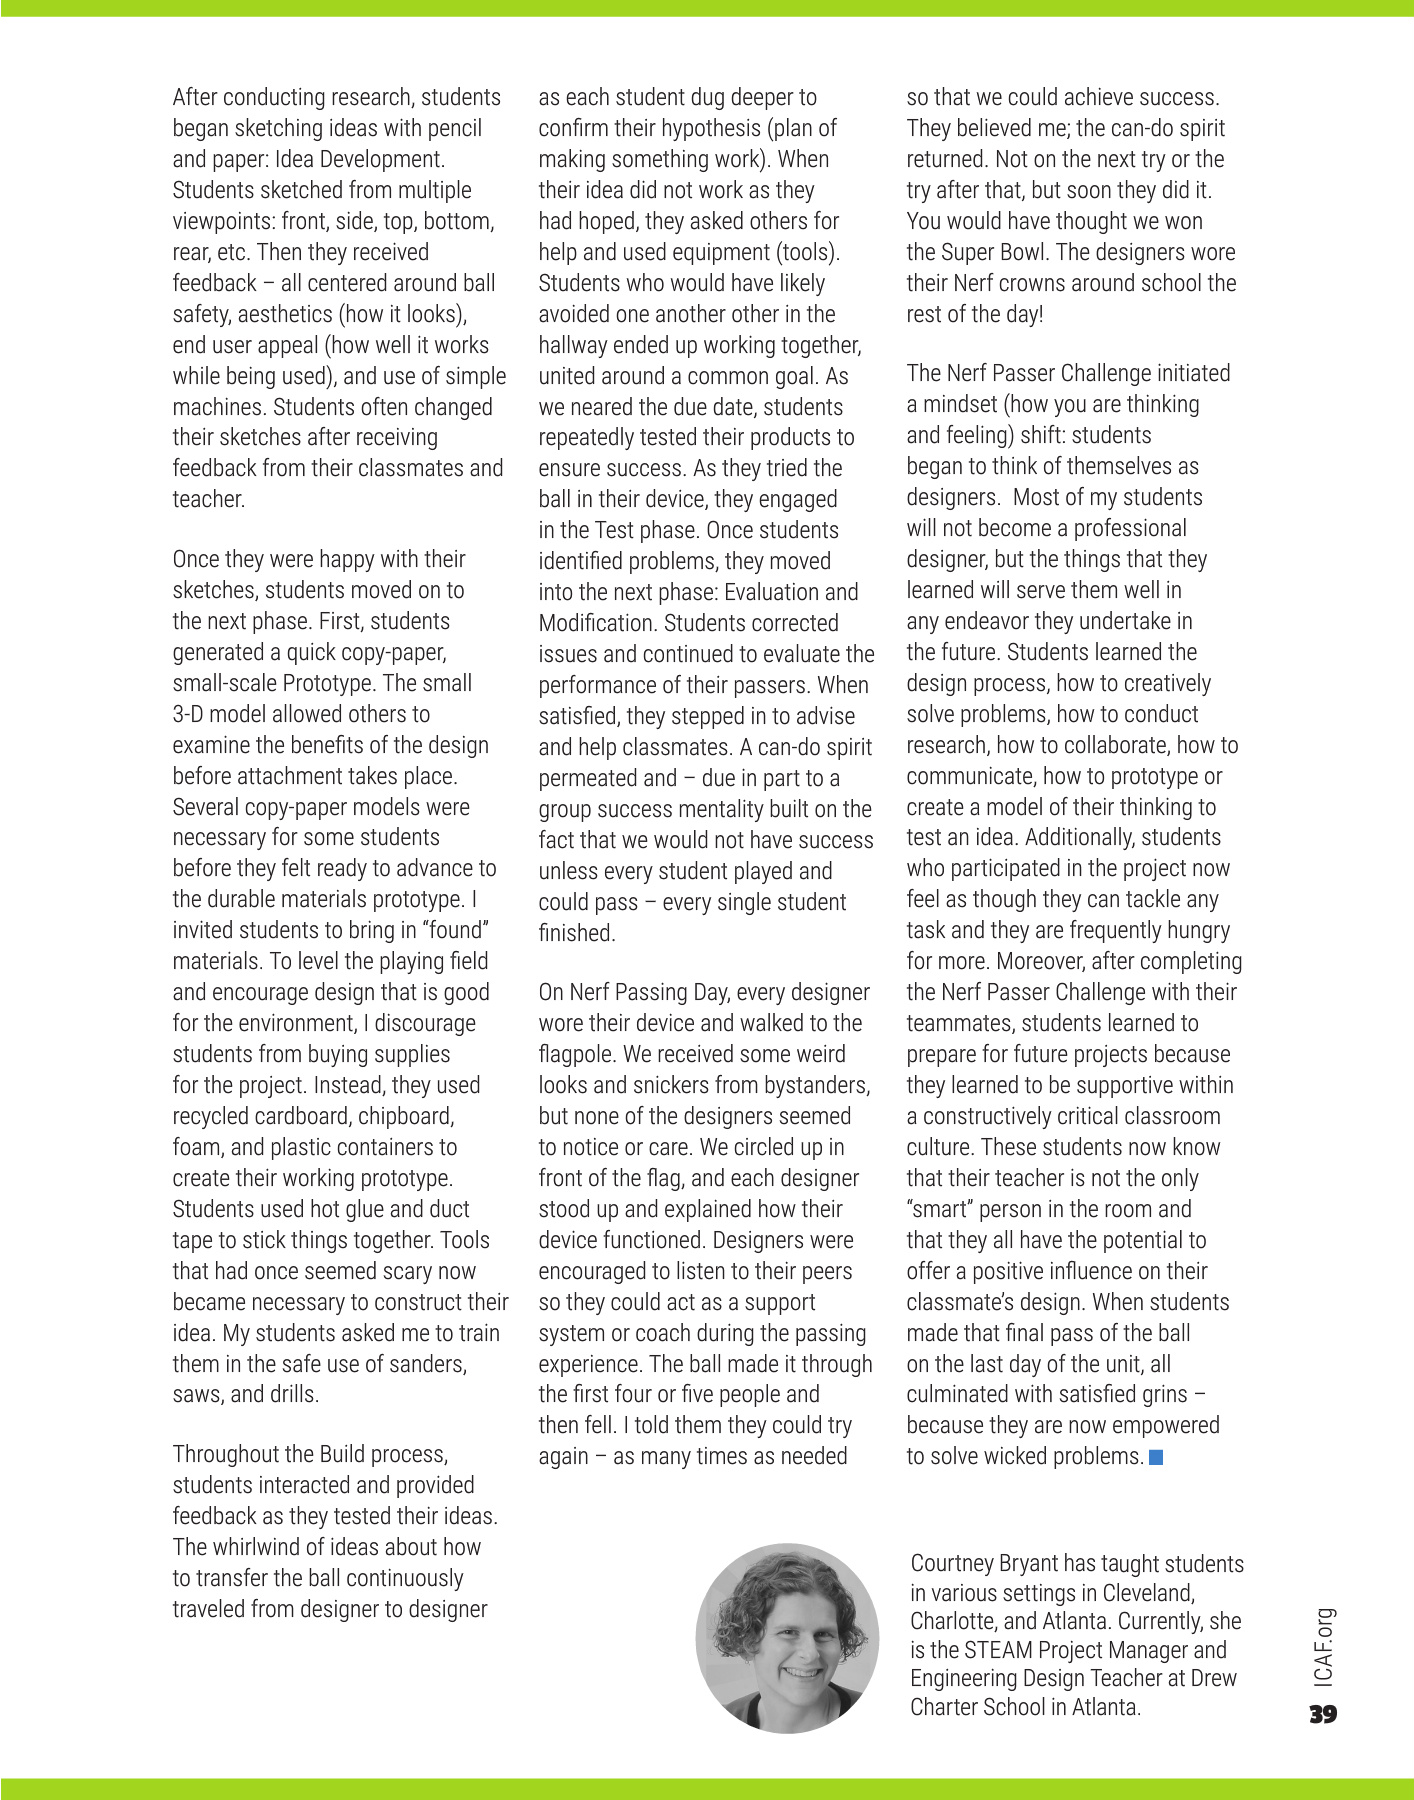 After conducting research, students
began sketching ideas with pencil
and paper: Idea Development.
Students sketched from multiple
viewpoints: front, side, top, bottom,
rear, etc. Then they received
feedback – all centered around ball
safety, aesthetics (how it looks),
end user appeal (how well it works
while being used), and use of simple
machines. Students often changed
their sketches after receiving
feedback from their classmates and
teacher.
Once they were happy with their
sketches, students moved on to
the next phase. First, students
generated a quick copy-paper,
small-scale Prototype. The small
3-D model allowed others to
examine the benefits of the design
before attachment takes place.
Several copy-paper models were
necessary for some students
before they felt ready to advance to
the durable materials prototype. I
invited students to bring in “found”
materials. To level the playing field
and encourage design that is good
for the environment, I discourage
students from buying supplies
for the project. Instead, they used
recycled cardboard, chipboard,
foam, and plastic containers to
create their working prototype.
Students used hot glue and duct
tape to stick things together. Tools
that had once seemed scary now
became necessary to construct their
idea. My students asked me to train
them in the safe use of sanders,
saws, and drills.
Throughout the Build process,
students interacted and provided
feedback as they tested their ideas.
The whirlwind of ideas about how
to transfer the ball continuously
traveled from designer to designer
as each student dug deeper to
confirm their hypothesis (plan of
making something work). When
their idea did not work as they
had hoped, they asked others for
help and used equipment (tools).
Students who would have likely
avoided one another other in the
hallway ended up working together,
united around a common goal. As
we neared the due date, students
repeatedly tested their products to
ensure success. As they tried the
ball in their device, they engaged
in the Test phase. Once students
identified problems, they moved
into the next phase: Evaluation and
Modification. Students corrected
issues and continued to evaluate the
performance of their passers. When
satisfied, they stepped in to advise
and help classmates. A can-do spirit
permeated and – due in part to a
group success mentality built on the
fact that we would not have success
unless every student played and
could pass – every single student
finished.
On Nerf Passing Day, every designer
wore their device and walked to the
flagpole. We received some weird
looks and snickers from bystanders,
but none of the designers seemed
to notice or care. We circled up in
front of the flag, and each designer
stood up and explained how their
device functioned. Designers were
encouraged to listen to their peers
so they could act as a support
system or coach during the passing
experience. The ball made it through
the first four or five people and
then fell. I told them they could try
again – as many times as needed
so that we could achieve success.
They believed me; the can-do spirit
returned. Not on the next try or the
try after that, but soon they did it.
You would have thought we won
the Super Bowl. The designers wore
their Nerf crowns around school the
rest of the day!
The Nerf Passer Challenge initiated
a mindset (how you are thinking
and feeling) shift: students
began to think of themselves as
designers.  Most of my students
will not become a professional
designer, but the things that they
learned will serve them well in
any endeavor they undertake in
the future. Students learned the
design process, how to creatively
solve problems, how to conduct
research, how to collaborate, how to
communicate, how to prototype or
create a model of their thinking to
test an idea. Additionally, students
who participated in the project now
feel as though they can tackle any
task and they are frequently hungry
for more. Moreover, after completing
the Nerf Passer Challenge with their
teammates, students learned to
prepare for future projects because
they learned to be supportive within
a constructively critical classroom
culture. These students now know
that their teacher is not the only
“smart” person in the room and
that they all have the potential to
offer a positive influence on their
classmate’s design. When students
made that final pass of the ball
on the last day of the unit, all
culminated with satisfied grins –
because they are now empowered
to solve wicked problems.
Courtney Bryant has taught students
in various settings in Cleveland,
Charlotte, and Atlanta. Currently, she
is the STEAM Project Manager and
Engineering Design Teacher at Drew
Charter School in Atlanta.
ICAF.org
39